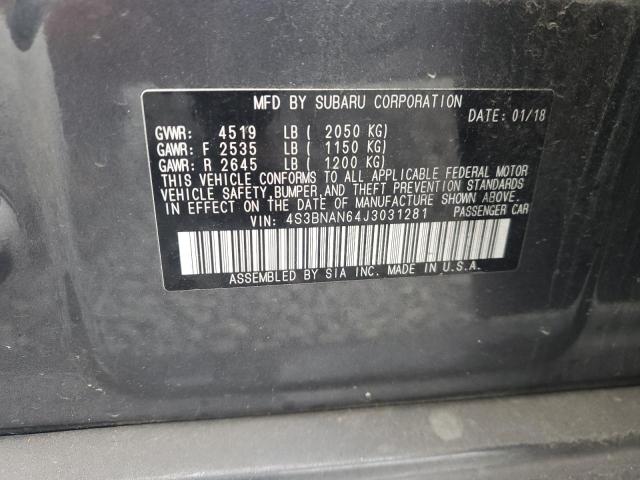 MFD BY SUBARU CORPORATION
DATE: 01/18
GVWR: 4519 LB ( 2050 KG)
GAWR: F 2535 LB ( 1150 KG)
GAWR: R 2645 LB ( 1200 KG)
THIS VEHICLE CONFORMS TO ALL APPLICABLE FEDERAL MOTOR
VEHICLE SAFETY, BUMPER, AND THEFT PREVENTION STANDARDS
IN EFFECT ON THE DATE OF MANUFACTURE SHOWN ABOVE.
VIN: 4S3BNAN64J3031281 PASSENGER CAR
ASSEMBLED BY SIA INC. MADE IN U.S.A.